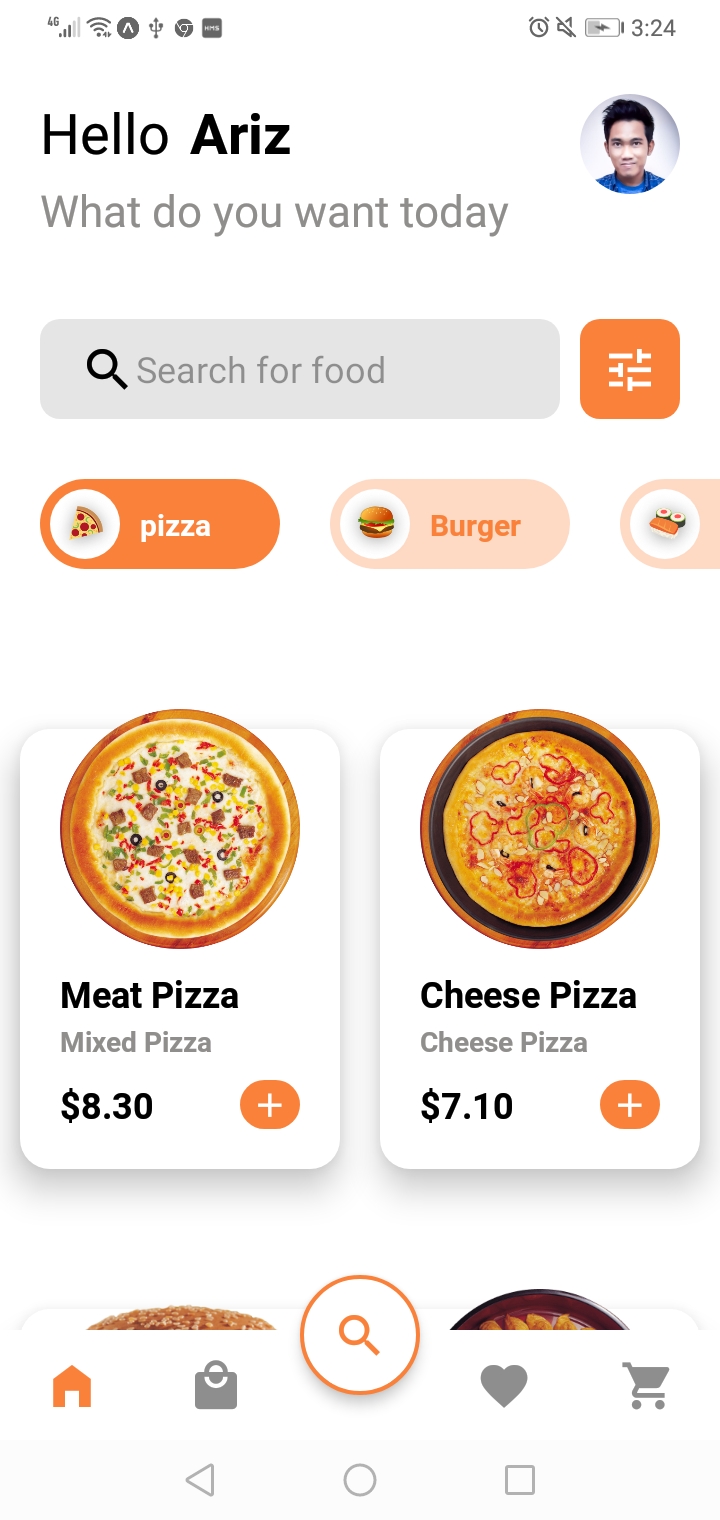 4G HMS 3:24
Hello Ariz
What do you want today
Search for food
pizza Burger
Meat Pizza Cheese Pizza
Mixed Pizza Cheese Pizza
$8.30 $7.10